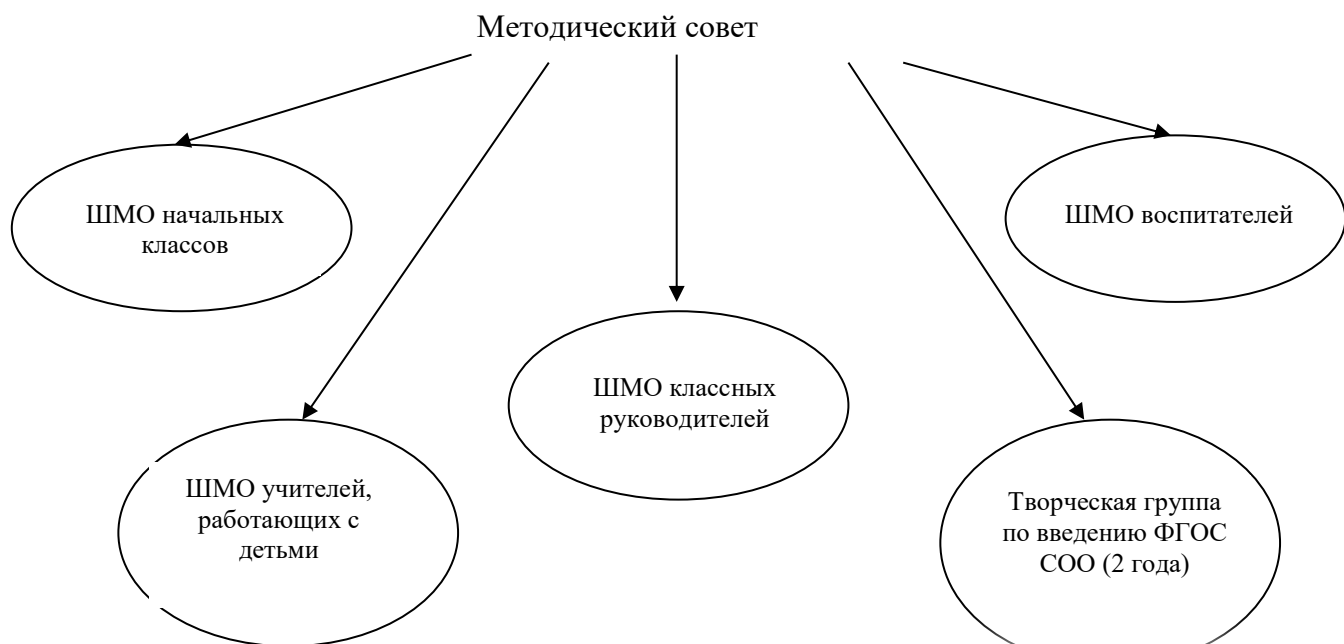 Методический совет
ШМО начальных
классов
ШМО воспитателей
ШМО классных
руководителей
ШМО учителей,
работающих с
детьми
Творческая группа
по введению ФГОС
СОО (2 года)